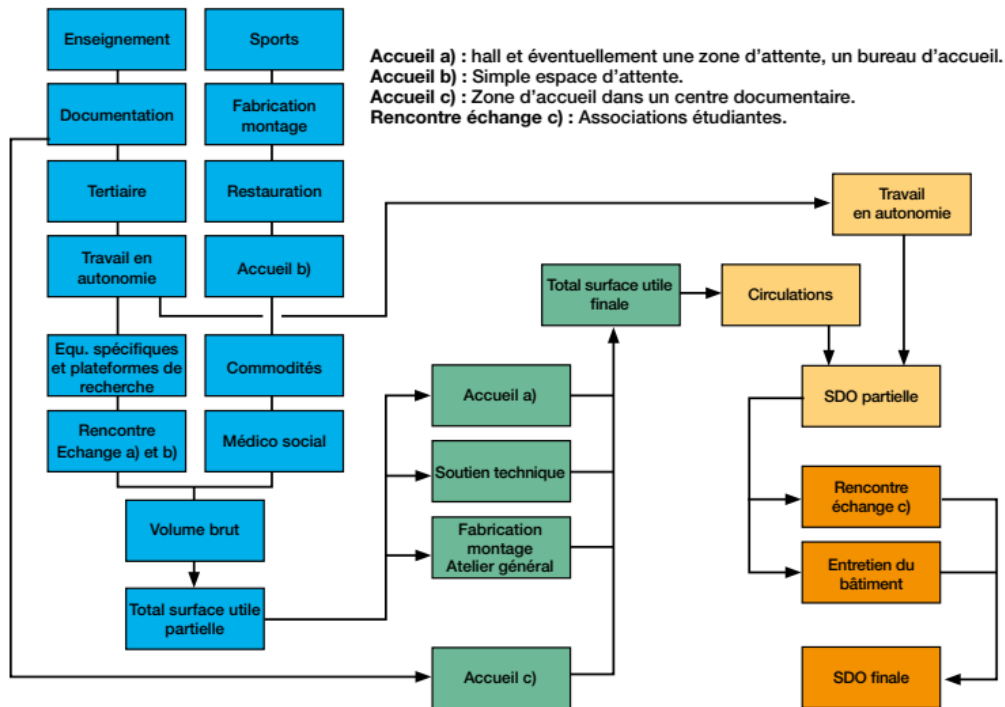 Enseignement
Sports
Accueil a) : hall et éventuellement une zone d'attente, un bureau d'accueil.
Accueil b) : Simple espace d'attente.
Accueil c) : Zone d'accueil dans un centre documentaire.
Rencontre échange c) : Associations étudiantes.
Documentation
Fabrication
montage
Tertiaire
Restauration
Travail
en autonomie
Travail en
autonomie
Accueil b)
Total surface utile
finale
Circulations
Equ. spécifiques
et plateformes de
recherche
Commodités
Accueil a)
SDO partielle
Rencontre
Echange a) et b)
Médico social
Soutien technique
Rencontre
échange c)
Volume brut
Fabrication
montage
Atelier général
Entretien du
bâtiment
Total surface utile
partielle
Accueil c)
SDO finale